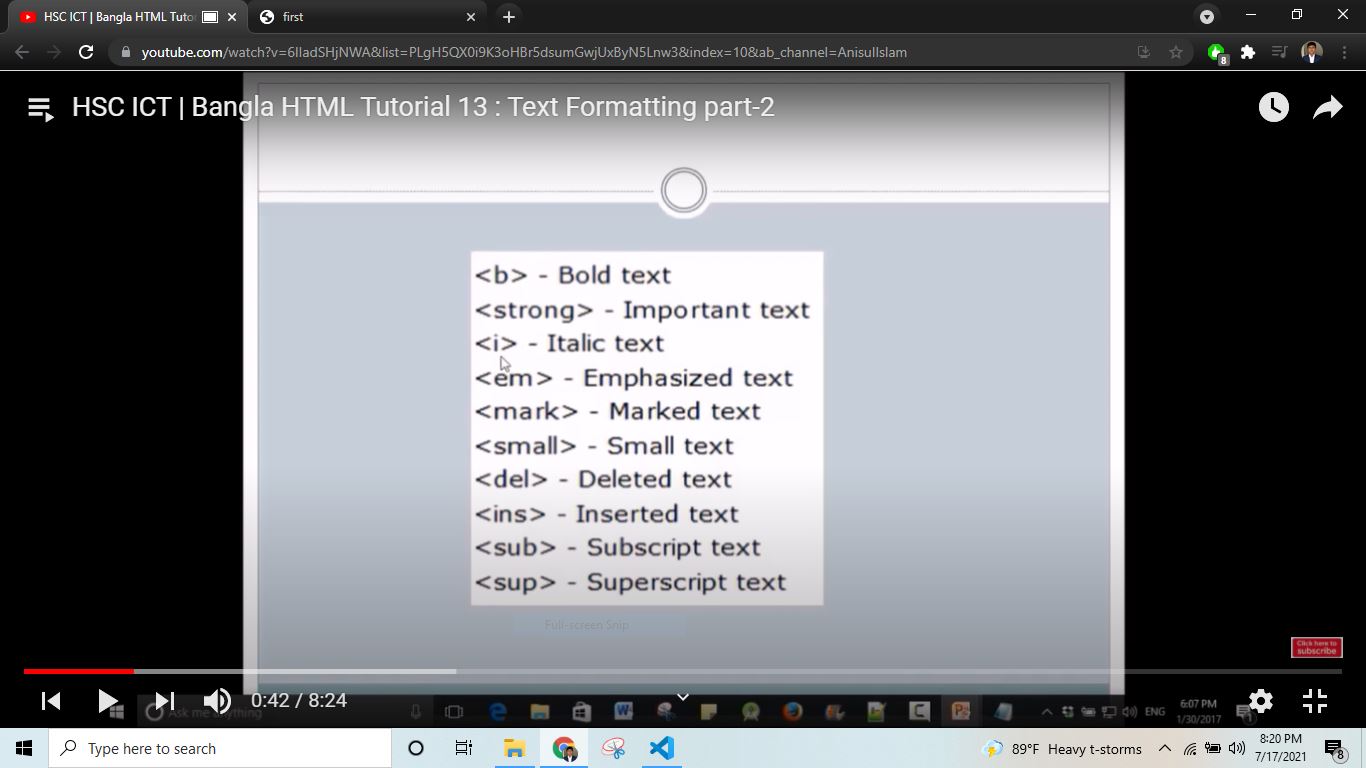 HSC ICT | Bangla HTML Tuto
first
youtube.com/watch?v=6IladSHjNWA&list=PLgH5QX0i9K3oHBr5dsumGwjUxByN5Lnw3&index=10&ab_channel=AnisulIslam
8
HSC ICT | Bangla HTML Tutorial 13 : Text Formatting part-2
<b> - Bold text
<strong> - Important text
<i> - Italic text
<em> - Emphasized text
<mark> - Marked text
<small> - Small text
<del> - Deleted text
<ins> - Inserted text
<sub> - Subscript text
<sup> - Superscript text
Full-screen Snip
Click here to
subscribe
0:42 / 8:24
Ask me anything
ENG
6:07 PM
1/30/2017
Type here to search
89°F Heavy t-storms
8:20 PM
7/17/2021
8